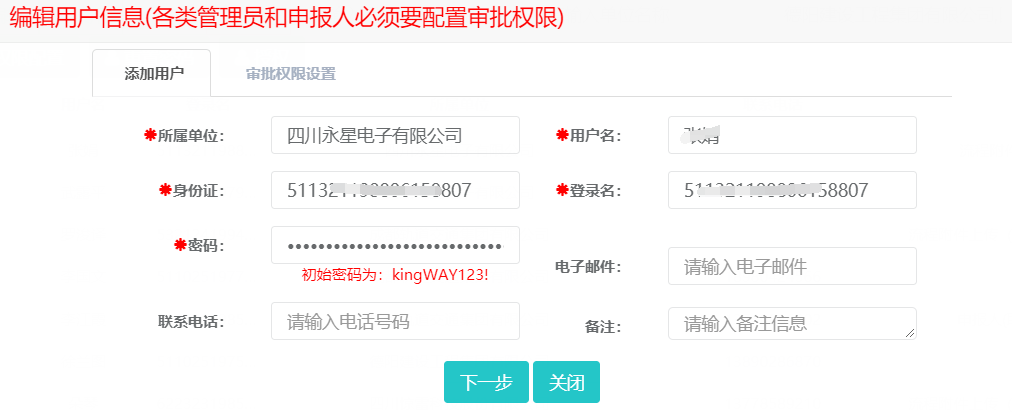 编辑用户信息(各类管理员和申报人必须要配置审批权限)
添加用户 审批权限设置
✱所属单位: 四川永星电子有限公司 ✱用户名:
✱身份证: ✱登录名:
✱密码: ••••••••••••••••••••••••••••
初始密码为：kingWAY123!
电子邮件: 请输入电子邮件
联系电话: 请输入电话号码 备注: 请输入备注信息
下一步 关闭